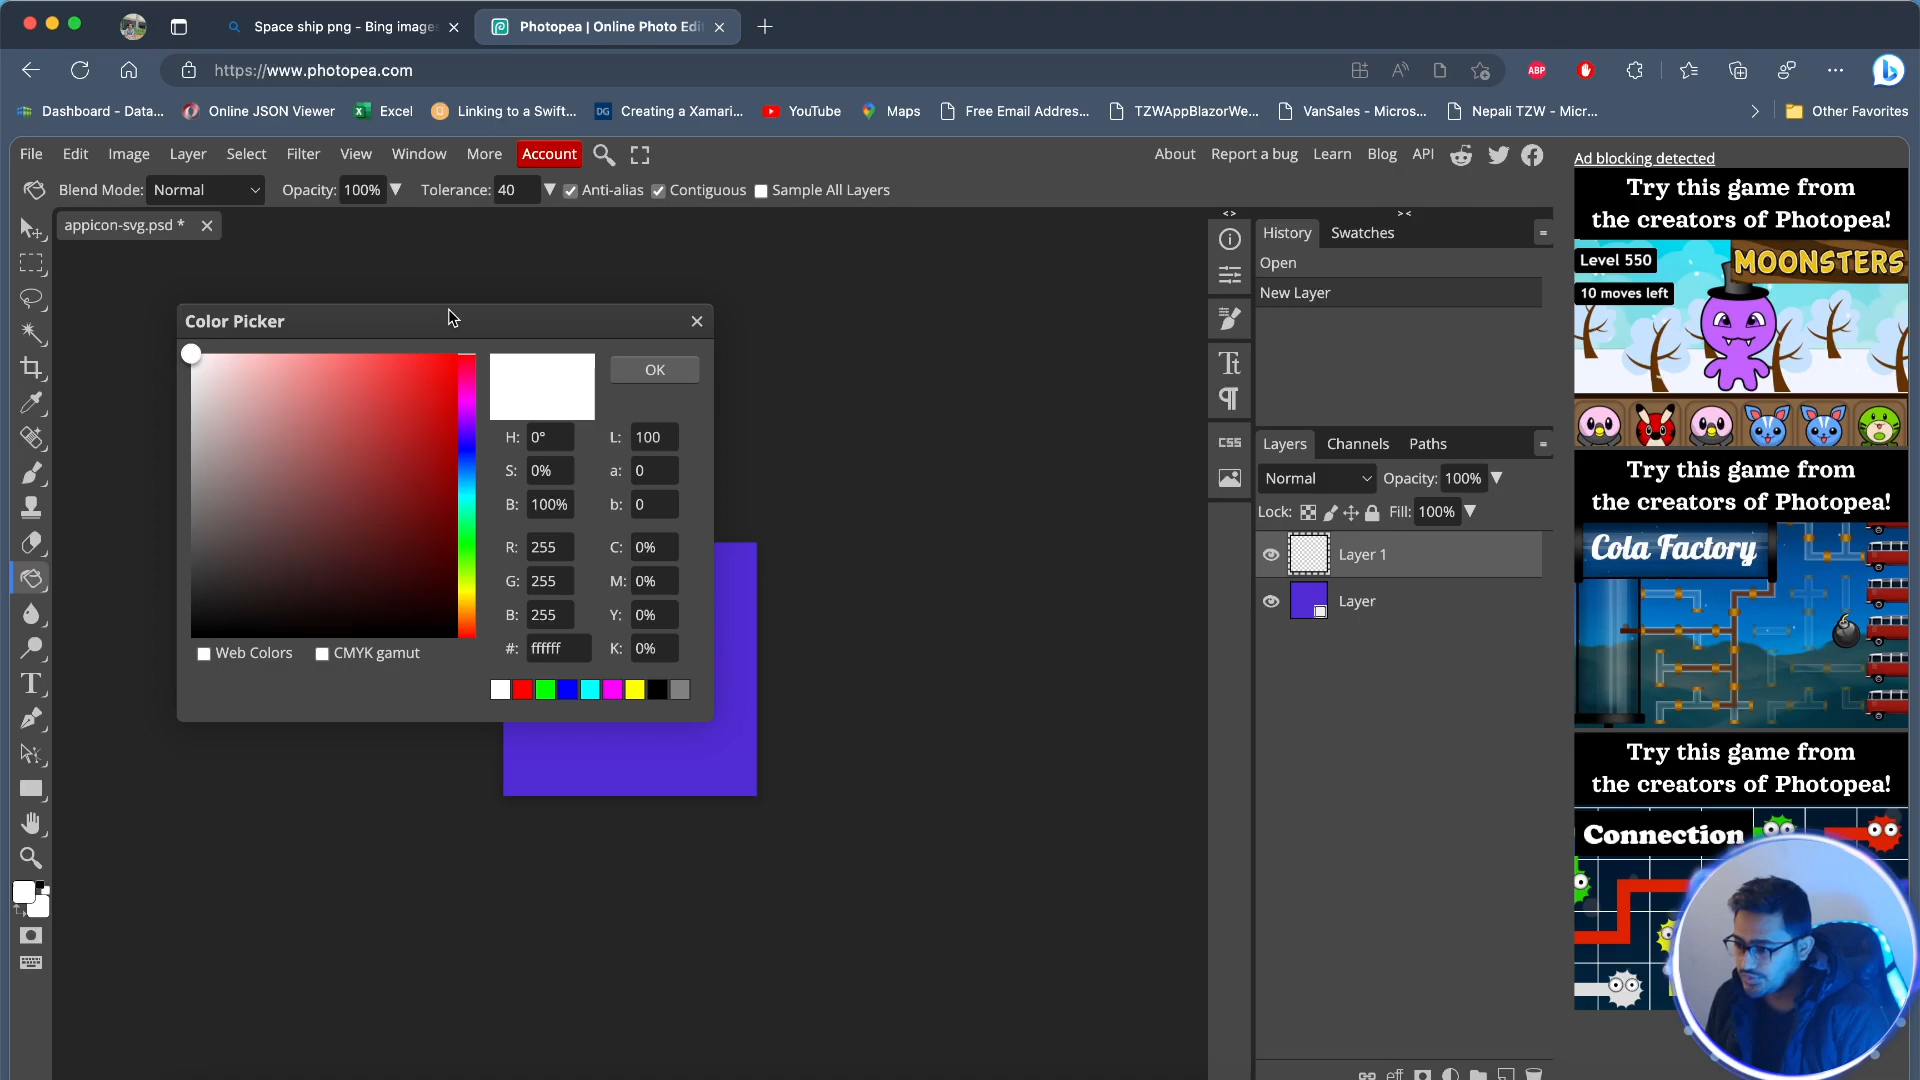 Space ship png - Bing images
Photopea | Online Photo Edi
https://www.photopea.com
ABP
Dashboard - Data...
Online JSON Viewer
Excel
Linking to a Swift...
DG
Creating a Xamari...
YouTube
Maps
Free Email Addres...
TZWAppBlazorWe...
VanSales - Micros...
Nepali TZW - Micr...
Other Favorites
File Edit Image Layer Select Filter View Window More Account
About Report a bug Learn Blog API
Blend Mode: Normal Opacity: 100% Tolerance: 40 Anti-alias Contiguous Sample All Layers
appicon-svg.psd *
Color Picker
OK
H: 0° L: 100
S: 0% a: 0
B: 100% b: 0
R: 255 C: 0%
G: 255 M: 0%
B: 255 Y: 0%
#: ffffff K: 0%
Web Colors CMYK gamut
T
CSS
History Swatches
Open
New Layer
Layers Channels Paths
Normal Opacity: 100%
Lock: Fill: 100%
Layer 1
Layer
eff
Ad blocking detected
Try this game from
the creators of Photopea!
Level 550
MOONSTERS
10 moves left
Try this game from
the creators of Photopea!
Cola Factory
Try this game from
the creators of Photopea!
Connection